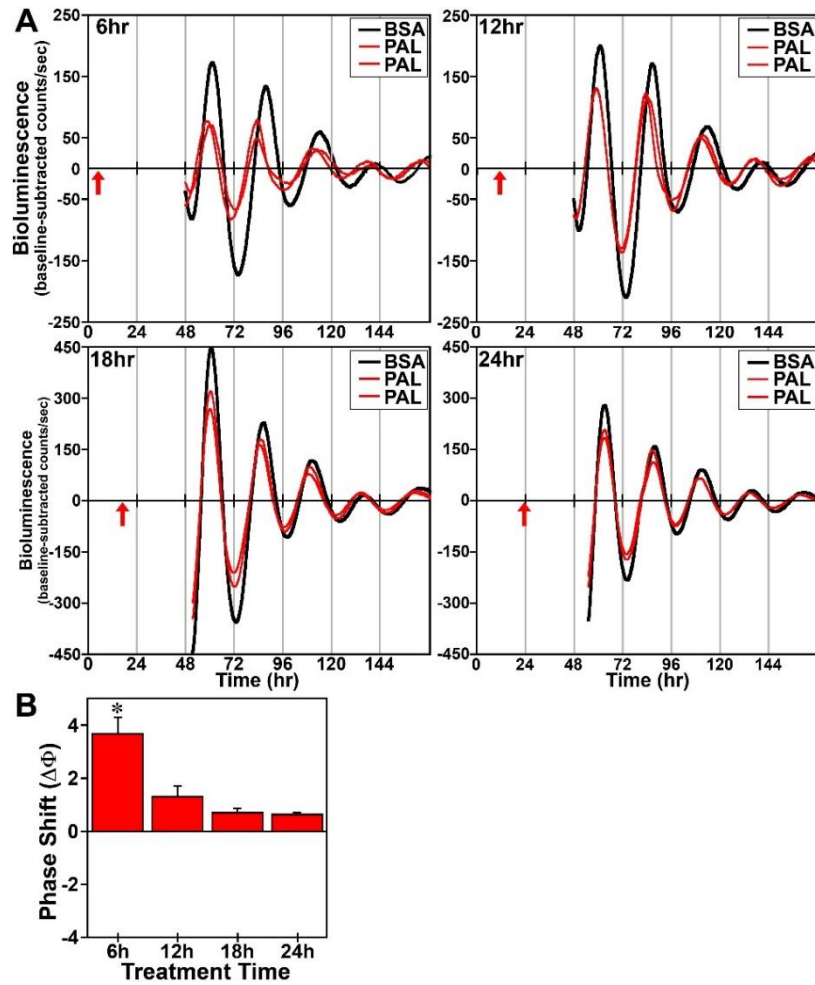 A
6hr
BSA
PAL
PAL
12hr
BSA
PAL
PAL
Bioluminescence
(baseline-subtracted counts/sec)
250
150
50
0
-50
-150
-250
250
150
50
0
-50
-150
-250
0 24 48 72 96 120 144
0 24 48 72 96 120 144
18hr
BSA
PAL
PAL
24hr
BSA
PAL
PAL
Bioluminescence
(baseline-subtracted counts/sec)
450
300
150
0
-150
-300
-450
450
300
150
0
-150
-300
-450
0 24 48 72 96 120 144
0 24 48 72 96 120 144
Time (hr)
Time (hr)
B
Phase Shift (ΔΦ)
4
2
0
-2
-4
*
6h 12h 18h 24h
Treatment Time